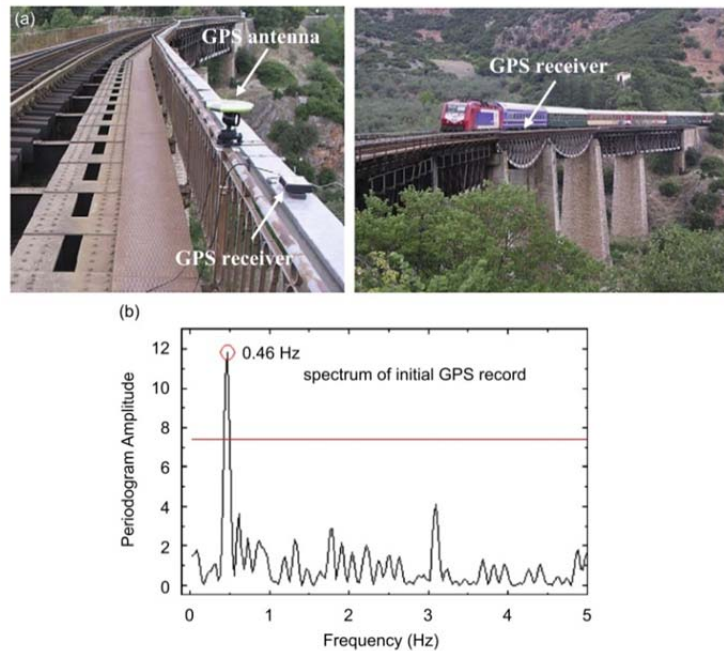 (a)
GPS antenna
GPS receiver
GPS receiver
(b)
12
10
8
6
4
2
0
Periodogram Amplitude
0.46 Hz
spectrum of initial GPS record
0 1 2 3 4 5
Frequency (Hz)